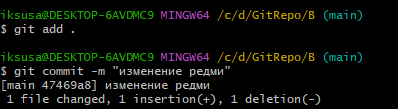 iksusa@DESKTOP-6AVDMC9 MINGW64 /c/d/GitRepo/B (main)
$ git add .
iksusa@DESKTOP-6AVDMC9 MINGW64 /c/d/GitRepo/B (main)
$ git commit -m "изменение редми"
[main 47469a8] изменение редми
1 file changed, 1 insertion(+), 1 deletion(-)